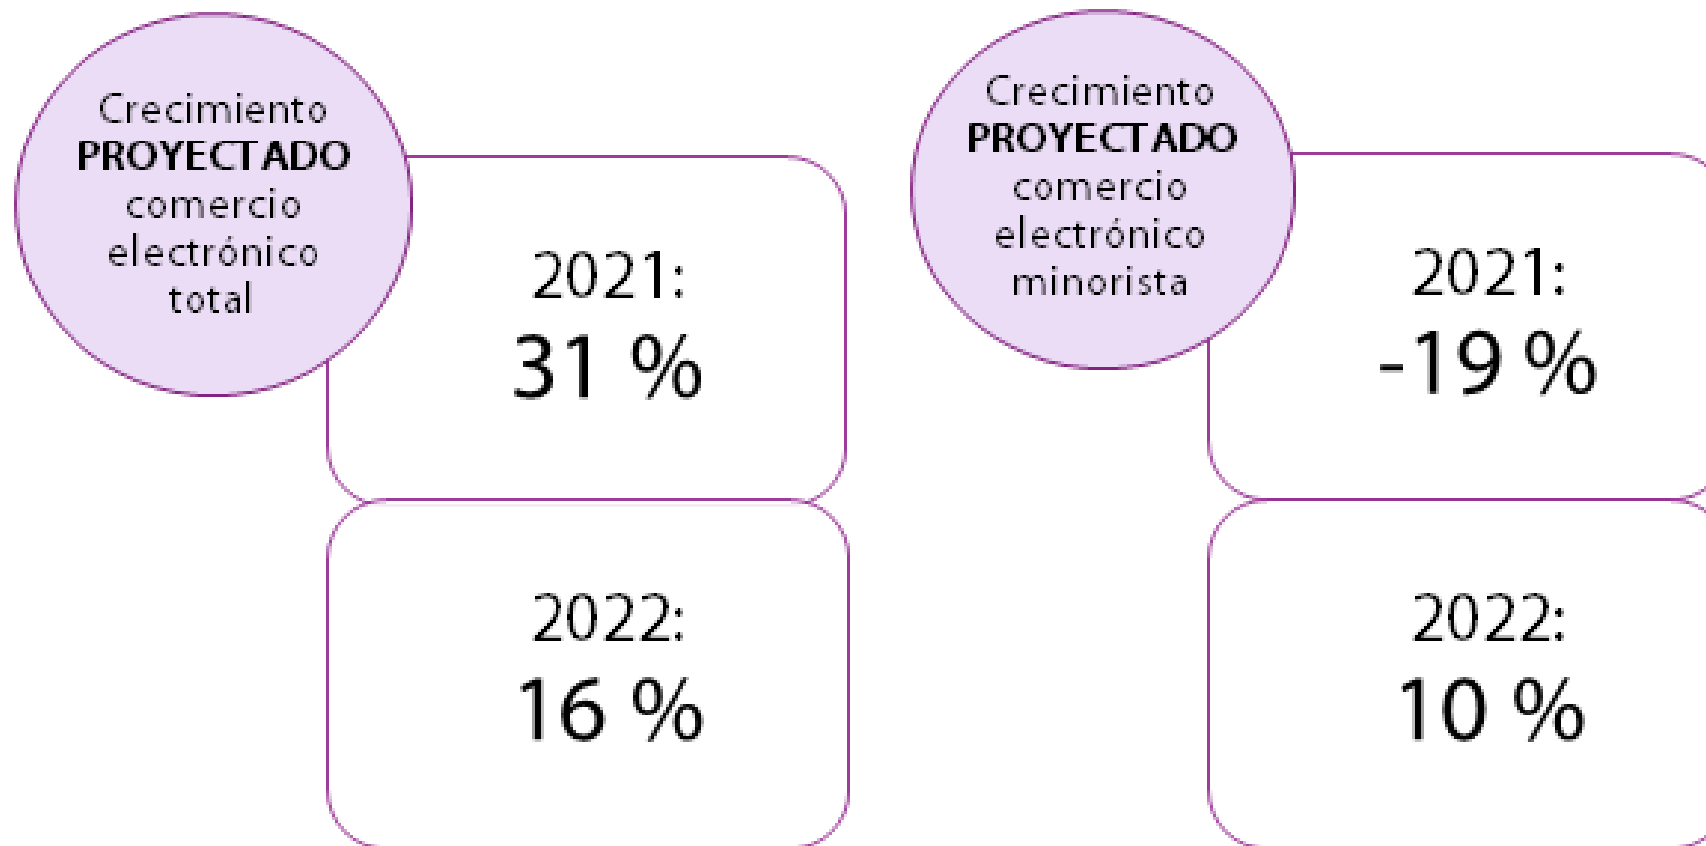 Crecimiento
PROYECTADO
comercio
electrónico
total
2021:
31 %
2022:
16 %
Crecimiento
PROYECTADO
comercio
electrónico
minorista
2021:
-19 %
2022:
10 %